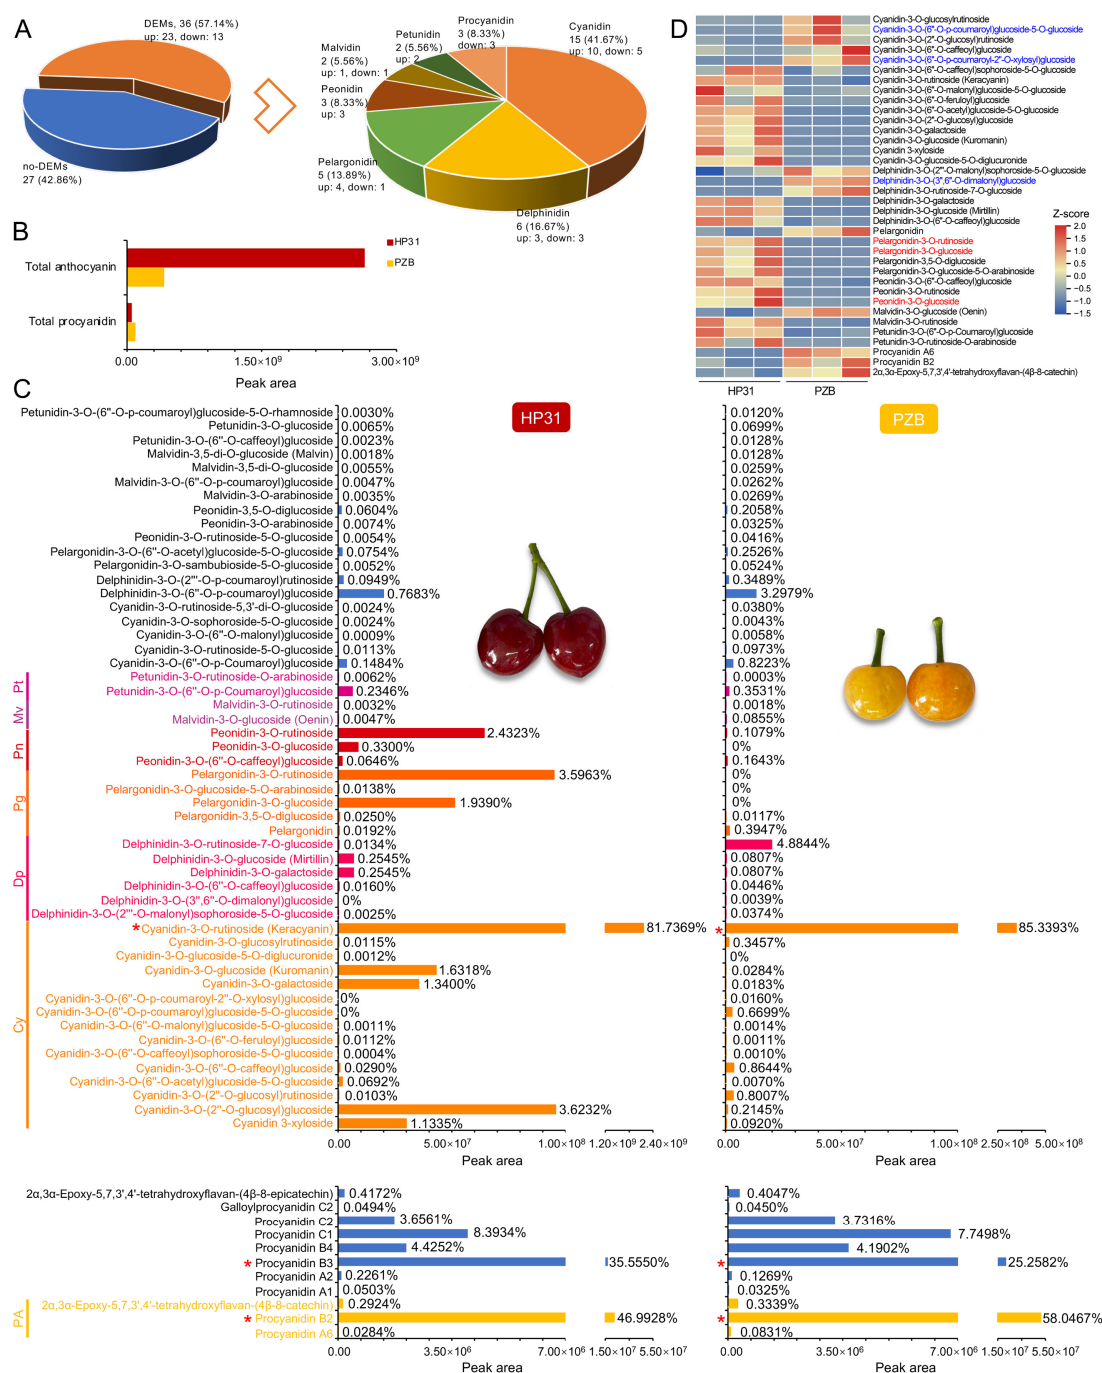 A
DEMs, 36 (57.14%)
up: 23, down: 13
no-DEMs
27 (42.86%)
Procyanidin
3 (8.33%)
down: 3
Cyanidin
15 (41.67%)
up: 10, down: 5
Petunidin
2 (5.56%)
up: 2
Malvidin
2 (5.56%)
up: 1, down: 1
Peonidin
3 (8.33%)
up: 3
Pelargonidin
5 (13.89%)
up: 4, down: 1
Delphinidin
6 (16.67%)
up: 3, down: 3
B
HP31
PZB
Total anthocyanin
Total procyanidin
0.00 1.50×10⁹ 3.00×10⁹
Peak area
D
Cyanidin-3-O-glucosylrutinoside
Cyanidin-3-O-(6''-O-p-coumaroyl)glucoside-5-O-glucoside
Cyanidin-3-O-(2''-O-glucosyl)rutinoside
Cyanidin-3-O-(6''-O-caffeoyl)glucoside
Cyanidin-3-O-(6''-O-p-coumaroyl-2''-O-xylosyl)glucoside
Cyanidin-3-O-(6''-O-caffeoyl)sophoroside-5-O-glucoside
Cyanidin-3-O-rutinoside (Keracyanin)
Cyanidin-3-O-(6''-O-malonyl)glucoside-5-O-glucoside
Cyanidin-3-O-(6''-O-feruloyl)glucoside
Cyanidin-3-O-(6''-O-acetyl)glucoside-5-O-glucoside
Cyanidin-3-O-(2''-O-glucosyl)glucoside
Cyanidin-3-O-galactoside
Cyanidin-3-O-glucoside (Kuromanin)
Cyanidin 3-xyloside
Cyanidin-3-O-glucoside-5-O-diglucuronide
Delphinidin-3-O-(2'''-O-malonyl)sophoroside-5-O-glucoside
Delphinidin-3-O-(3'',6''-O-dimalonyl)glucoside
Delphinidin-3-O-rutinoside-7-O-glucoside
Delphinidin-3-O-galactoside
Delphinidin-3-O-glucoside (Mirtillin)
Delphinidin-3-O-(6''-O-caffeoyl)glucoside
Pelargonidin
Pelargonidin-3-O-rutinoside
Pelargonidin-3-O-glucoside
Pelargonidin-3,5-O-diglucoside
Pelargonidin-3-O-glucoside-5-O-arabinoside
Peonidin-3-O-(6''-O-caffeoyl)glucoside
Peonidin-3-O-rutinoside
Peonidin-3-O-glucoside
Malvidin-3-O-glucoside (Oenin)
Malvidin-3-O-rutinoside
Petunidin-3-O-(6''-O-p-Coumaroyl)glucoside
Petunidin-3-O-rutinoside-O-arabinoside
Procyanidin A6
Procyanidin B2
2α,3α-Epoxy-5,7,3',4'-tetrahydroxyflavan-(4β-8-catechin)
HP31 PZB
Z-score
2.0
1.5
1.0
0.5
0.0
−0.5
−1.0
−1.5
C
HP31
PZB
Petunidin-3-O-(6''-O-p-coumaroyl)glucoside-5-O-rhamnoside 0.0030% 0.0120%
Petunidin-3-O-glucoside 0.0065% 0.0699%
Petunidin-3-O-(6''-O-caffeoyl)glucoside 0.0023% 0.0128%
Malvidin-3,5-di-O-glucoside (Malvin) 0.0018% 0.0128%
Malvidin-3,5-di-O-glucoside 0.0055% 0.0259%
Malvidin-3-O-(6''-O-p-coumaroyl)glucoside 0.0047% 0.0262%
Malvidin-3-O-arabinoside 0.0035% 0.0269%
Peonidin-3,5-O-diglucoside 0.0604% 0.2058%
Peonidin-3-O-arabinoside 0.0074% 0.0325%
Peonidin-3-O-rutinoside-5-O-glucoside 0.0054% 0.0416%
Pelargonidin-3-O-(6''-O-acetyl)glucoside-5-O-glucoside 0.0754% 0.2526%
Pelargonidin-3-O-sambubioside-5-O-glucoside 0.0052% 0.0524%
Delphinidin-3-O-(2'''-O-p-coumaroyl)rutinoside 0.0949% 0.3489%
Delphinidin-3-O-(6''-O-p-coumaroyl)glucoside 0.7683% 3.2979%
Cyanidin-3-O-rutinoside-5,3'-di-O-glucoside 0.0024% 0.0380%
Cyanidin-3-O-sophoroside-5-O-glucoside 0.0024% 0.0043%
Cyanidin-3-O-(6''-O-malonyl)glucoside 0.0009% 0.0058%
Cyanidin-3-O-rutinoside-5-O-glucoside 0.0113% 0.0973%
Cyanidin-3-O-(6''-O-p-Coumaroyl)glucoside 0.1484% 0.8223%
Pt
Petunidin-3-O-rutinoside-O-arabinoside 0.0062% 0.0003%
Petunidin-3-O-(6''-O-p-Coumaroyl)glucoside 0.2346% 0.3531%
Mv
Malvidin-3-O-rutinoside 0.0032% 0.0018%
Malvidin-3-O-glucoside (Oenin) 0.0047% 0.0855%
Pn
Peonidin-3-O-rutinoside 2.4323% 0.1079%
Peonidin-3-O-glucoside 0.3300% 0%
Peonidin-3-O-(6''-O-caffeoyl)glucoside 0.0646% 0.1643%
Pg
Pelargonidin-3-O-rutinoside 3.5963% 0%
Pelargonidin-3-O-glucoside-5-O-arabinoside 0.0138% 0%
Pelargonidin-3-O-glucoside 1.9390% 0%
Pelargonidin-3,5-O-diglucoside 0.0250% 0.0117%
Pelargonidin 0.0192% 0.3947%
Dp
Delphinidin-3-O-rutinoside-7-O-glucoside 0.0134% 4.8844%
Delphinidin-3-O-glucoside (Mirtillin) 0.2545% 0.0807%
Delphinidin-3-O-galactoside 0.2545% 0.0807%
Delphinidin-3-O-(6''-O-caffeoyl)glucoside 0.0160% 0.0446%
Delphinidin-3-O-(3'',6''-O-dimalonyl)glucoside 0% 0.0039%
Delphinidin-3-O-(2'''-O-malonyl)sophoroside-5-O-glucoside 0.0025% 0.0374%
Cy
*Cyanidin-3-O-rutinoside (Keracyanin) 81.7369% * 85.3393%
Cyanidin-3-O-glucosylrutinoside 0.0115% 0.3457%
Cyanidin-3-O-glucoside-5-O-diglucuronide 0.0012% 0%
Cyanidin-3-O-glucoside (Kuromanin) 1.6318% 0.0284%
Cyanidin-3-O-galactoside 1.3400% 0.0183%
Cyanidin-3-O-(6''-O-p-coumaroyl-2''-O-xylosyl)glucoside 0% 0.0160%
Cyanidin-3-O-(6''-O-p-coumaroyl)glucoside-5-O-glucoside 0% 0.6699%
Cyanidin-3-O-(6''-O-malonyl)glucoside-5-O-glucoside 0.0011% 0.0014%
Cyanidin-3-O-(6''-O-feruloyl)glucoside 0.0112% 0.0011%
Cyanidin-3-O-(6''-O-caffeoyl)sophoroside-5-O-glucoside 0.0004% 0.0010%
Cyanidin-3-O-(6''-O-caffeoyl)glucoside 0.0290% 0.8644%
Cyanidin-3-O-(6''-O-acetyl)glucoside-5-O-glucoside 0.0692% 0.0070%
Cyanidin-3-O-(2''-O-glucosyl)rutinoside 0.0103% 0.8007%
Cyanidin-3-O-(2''-O-glucosyl)glucoside 3.6232% 0.2145%
Cyanidin 3-xyloside 1.1335% 0.0920%
0.00 5.00×10⁷ 1.00×10⁸ 1.20×10⁹ 2.40×10⁹ 0.00 5.00×10⁷ 1.00×10⁸ 2.50×10⁸ 5.00×10⁸
Peak area Peak area
2α,3α-Epoxy-5,7,3',4'-tetrahydroxyflavan-(4β-8-epicatechin) 0.4172% 0.4047%
Galloylprocyanidin C2 0.0494% 0.0450%
Procyanidin C2 3.6561% 3.7316%
Procyanidin C1 8.3934% 7.7498%
Procyanidin B4 4.4252% 4.1902%
* Procyanidin B3 35.5550% * 25.2582%
Procyanidin A2 0.2261% 0.1269%
Procyanidin A1 0.0503% 0.0325%
PA
2α,3α-Epoxy-5,7,3',4'-tetrahydroxyflavan-(4β-8-catechin) 0.2924% 0.3339%
* Procyanidin B2 46.9928% * 58.0467%
Procyanidin A6 0.0284% 0.0831%
0.00 3.50×10⁶ 7.00×10⁶ 1.50×10⁷ 5.50×10⁷ 0.00 3.50×10⁶ 7.00×10⁶ 1.50×10⁷ 5.50×10⁷
Peak area Peak area